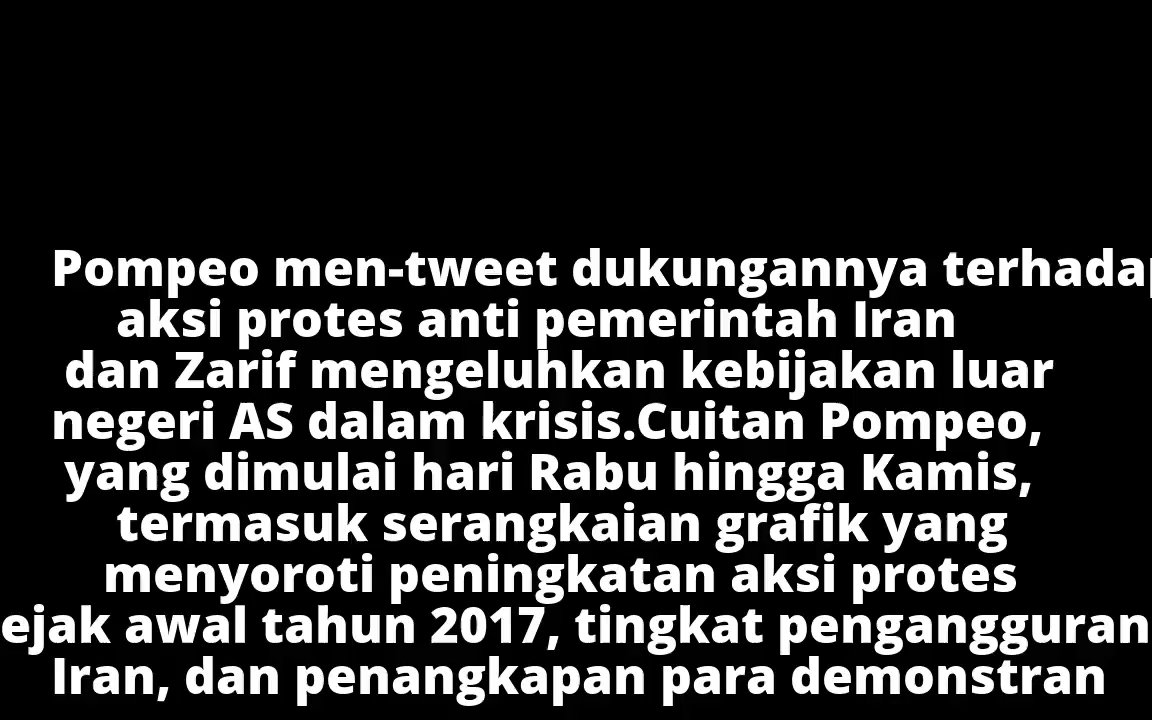 Pompeo men-tweet dukungannya terhadap
aksi protes anti pemerintah Iran
dan Zarif mengeluhkan kebijakan luar
negeri AS dalam krisis.Cuitan Pompeo,
yang dimulai hari Rabu hingga Kamis,
termasuk serangkaian grafik yang
menyoroti peningkatan aksi protes
ejak awal tahun 2017, tingkat pengangguran
Iran, dan penangkapan para demonstran